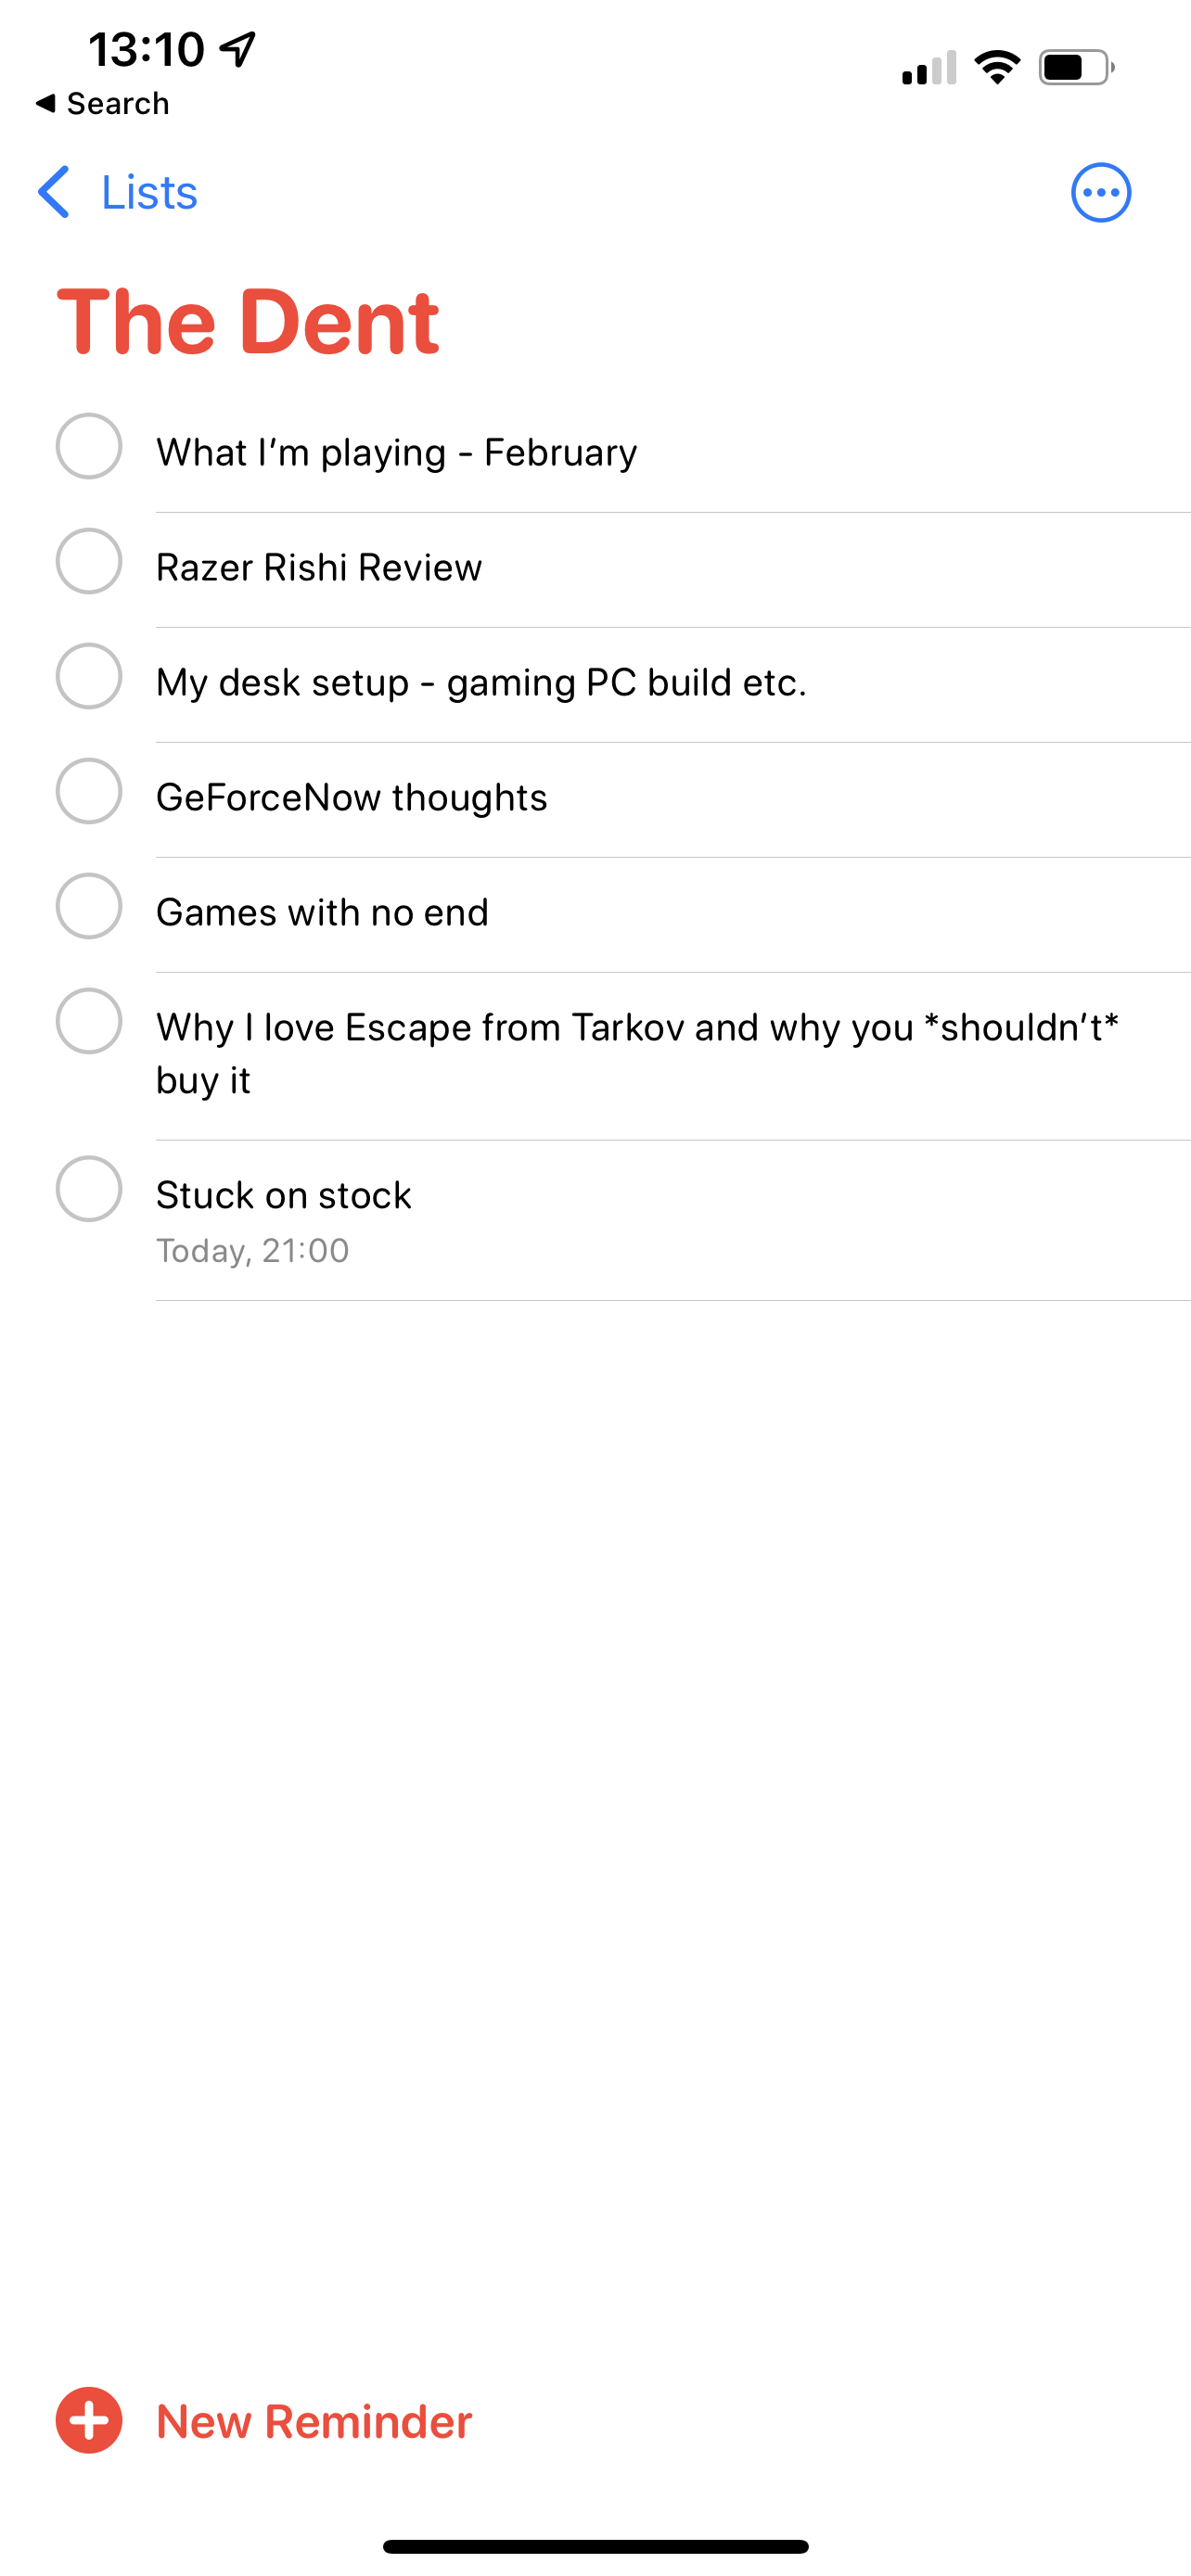 13:10
◀ Search
Lists
The Dent
What I’m playing - February
Razer Rishi Review
My desk setup - gaming PC build etc.
GeForceNow thoughts
Games with no end
Why I love Escape from Tarkov and why you *shouldn’t*
buy it
Stuck on stock
Today, 21:00
New Reminder